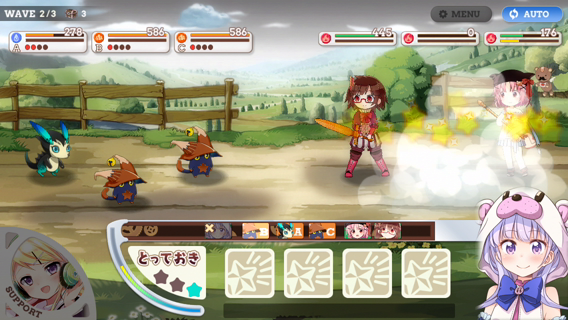 WAVE 2/3
3
MENU
AUTO
278
586
586
445
0
176
A
B
C
B A C
とっておき
SUPPORT